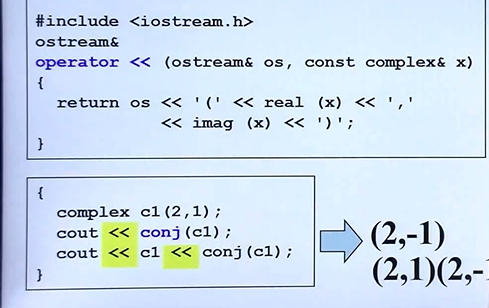 #include <iostream.h>
ostream&
operator << (ostream& os, const complex& x)
{
return os << '(' << real (x) << ','
<< imag (x) << ')';
}
{
complex c1(2,1);
cout << conj(c1);
cout << c1 << conj(c1);
}
(2,-1)
(2,1)(2,-